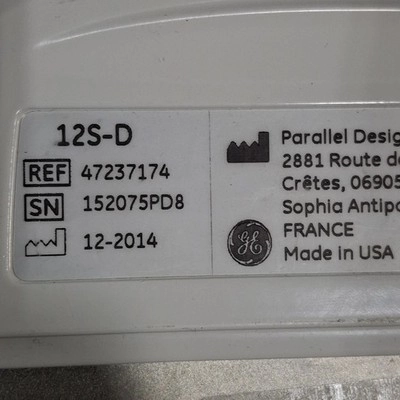 12S-D
REF 47237174
SN 152075PD8
12-2014
Parallel Desig
2881 Route de
Crêtes, 06905
Sophia Antipo
FRANCE
GE Made in USA